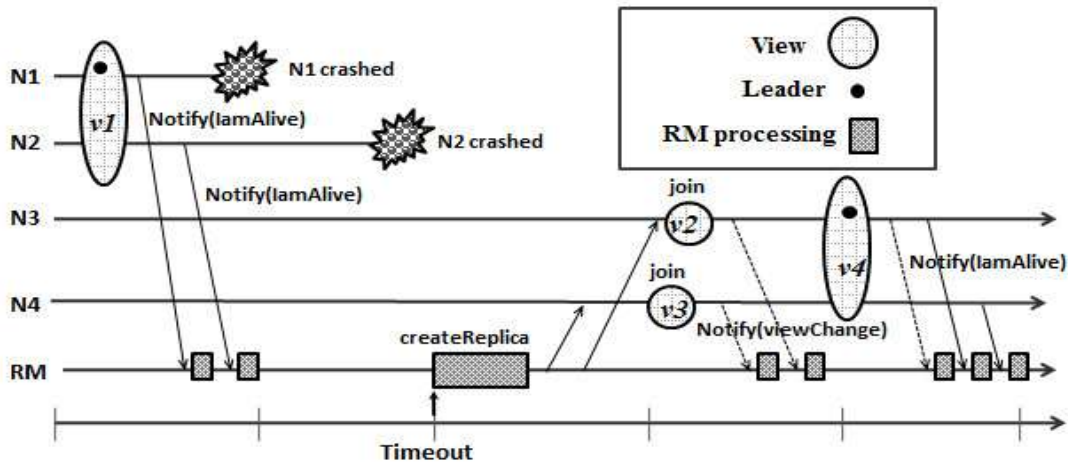 View
Leader
RM processing
N1
v1
N1 crashed
Notify(IamAlive)
N2
N2 crashed
Notify(IamAlive)
join
N3
v2
v4
Notify(IamAlive)
join
N4
v3
Notify(viewChange)
createReplica
RM
Timeout